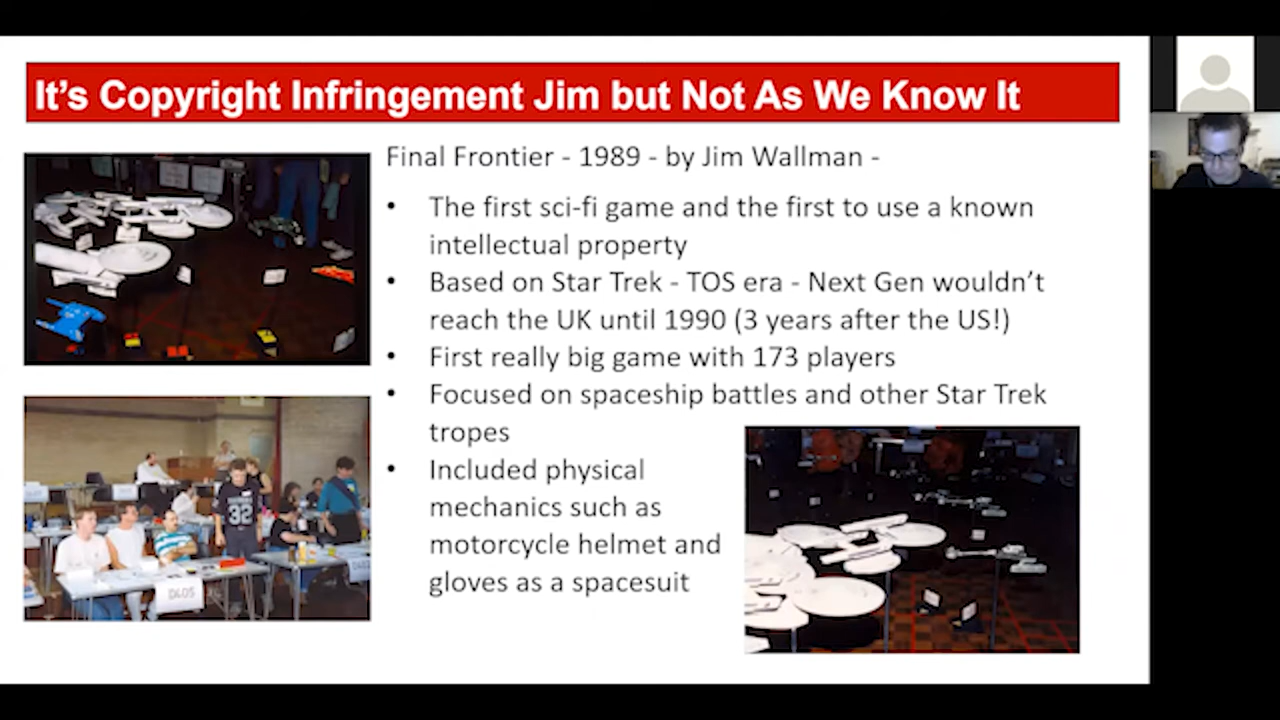 It's Copyright Infringement Jim but Not As We Know It
Final Frontier - 1989 - by Jim Wallman -
• The first sci-fi game and the first to use a known
intellectual property
• Based on Star Trek - TOS era - Next Gen wouldn't
reach the UK until 1990 (3 years after the US!)
• First really big game with 173 players
• Focused on spaceship battles and other Star Trek
tropes
• Included physical
mechanics such as
motorcycle helmet and
gloves as a spacesuit
32